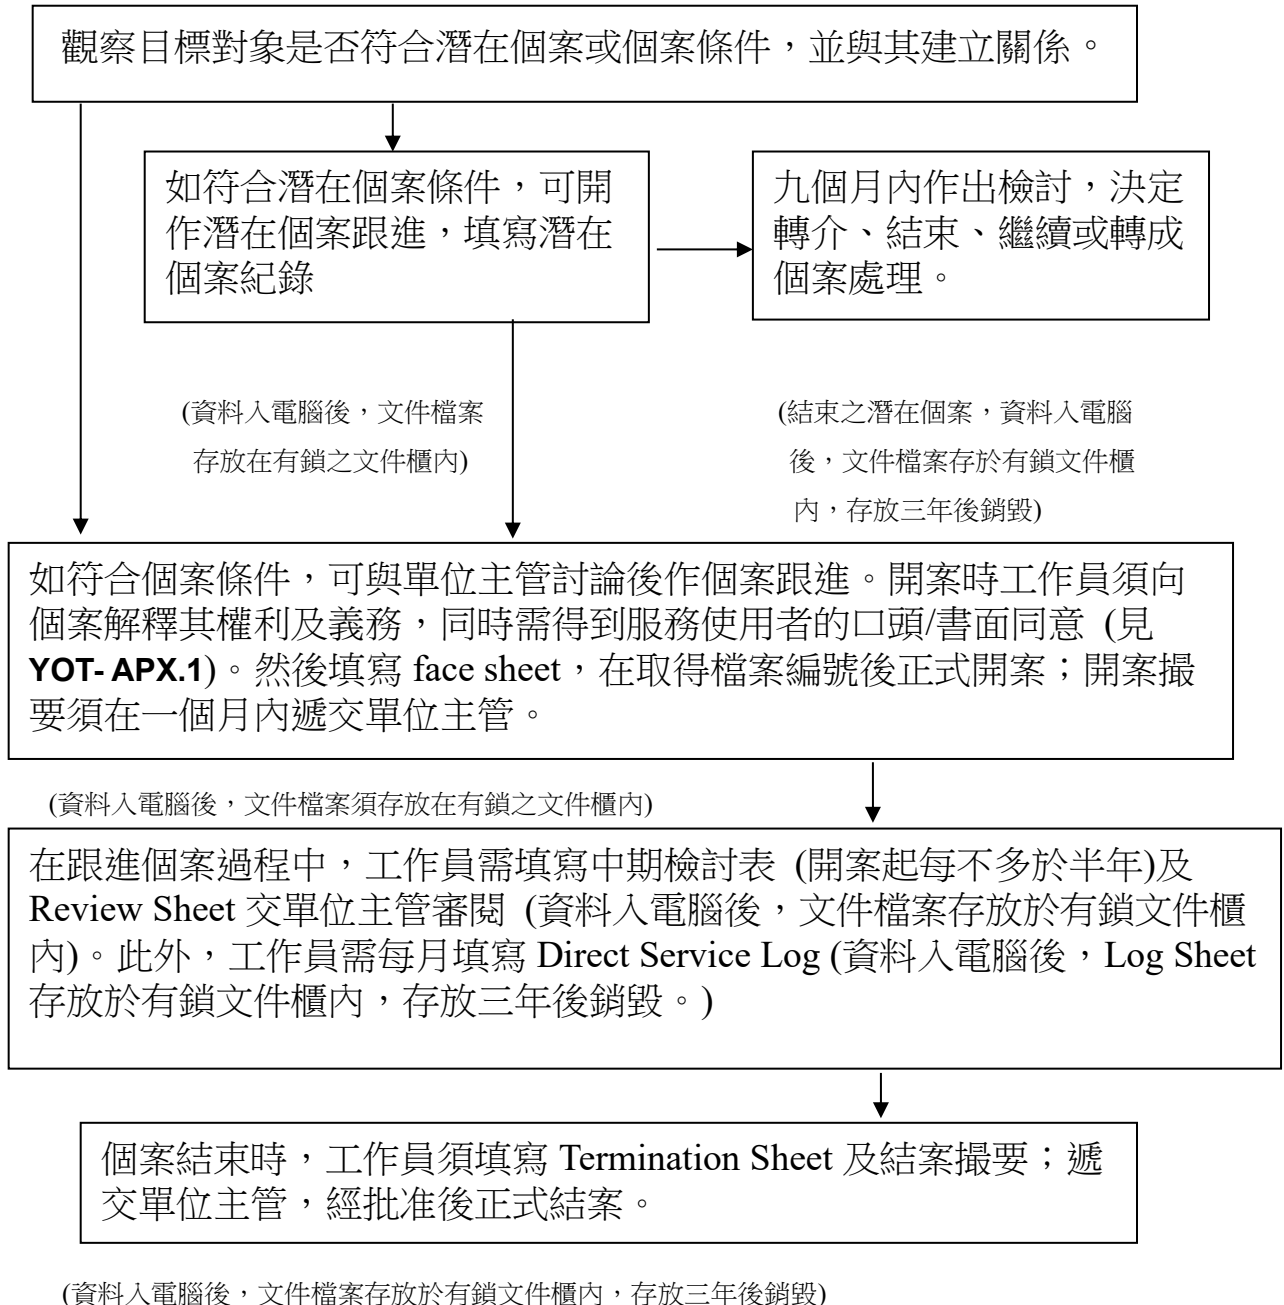 觀察目標對象是否符合潛在個案或個案條件，並與其建立關係。
如符合潛在個案條件，可開
作潛在個案跟進，填寫潛在
個案紀錄
九個月內作出檢討，決定
轉介、結束、繼續或轉成
個案處理。
(資料入電腦後，文件檔案
存放在有鎖之文件櫃內)
(結束之潛在個案，資料入電腦
後，文件檔案存於有鎖文件櫃
內，存放三年後銷毀)
如符合個案條件，可與單位主管討論後作個案跟進。開案時工作員須向
個案解釋其權利及義務，同時需得到服務使用者的口頭/書面同意 (見
YOT- APX.1)。然後填寫 face sheet，在取得檔案編號後正式開案；開案撮
要須在一個月內遞交單位主管。
(資料入電腦後，文件檔案須存放在有鎖之文件櫃內)
在跟進個案過程中，工作員需填寫中期檢討表 (開案起每不多於半年)及
Review Sheet 交單位主管審閱 (資料入電腦後，文件檔案存放於有鎖文件櫃
內)。此外，工作員需每月填寫 Direct Service Log (資料入電腦後，Log Sheet
存放於有鎖文件櫃內，存放三年後銷毀。)
個案結束時，工作員須填寫 Termination Sheet 及結案撮要；遞
交單位主管，經批准後正式結案。
(資料入電腦後，文件檔案存放於有鎖文件櫃內，存放三年後銷毀)